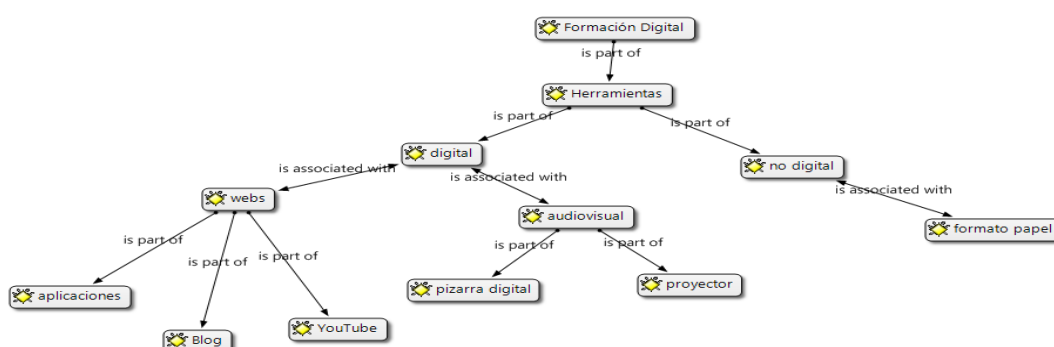 Formación Digital
is part of
Herramientas
is part of
is part of
digital
no digital
is associated with
is associated with
is associated with
webs
audiovisual
formato papel
is part of
is part of
is part of
is part of
is part of
aplicaciones
pizarra digital
proyector
Blog
YouTube